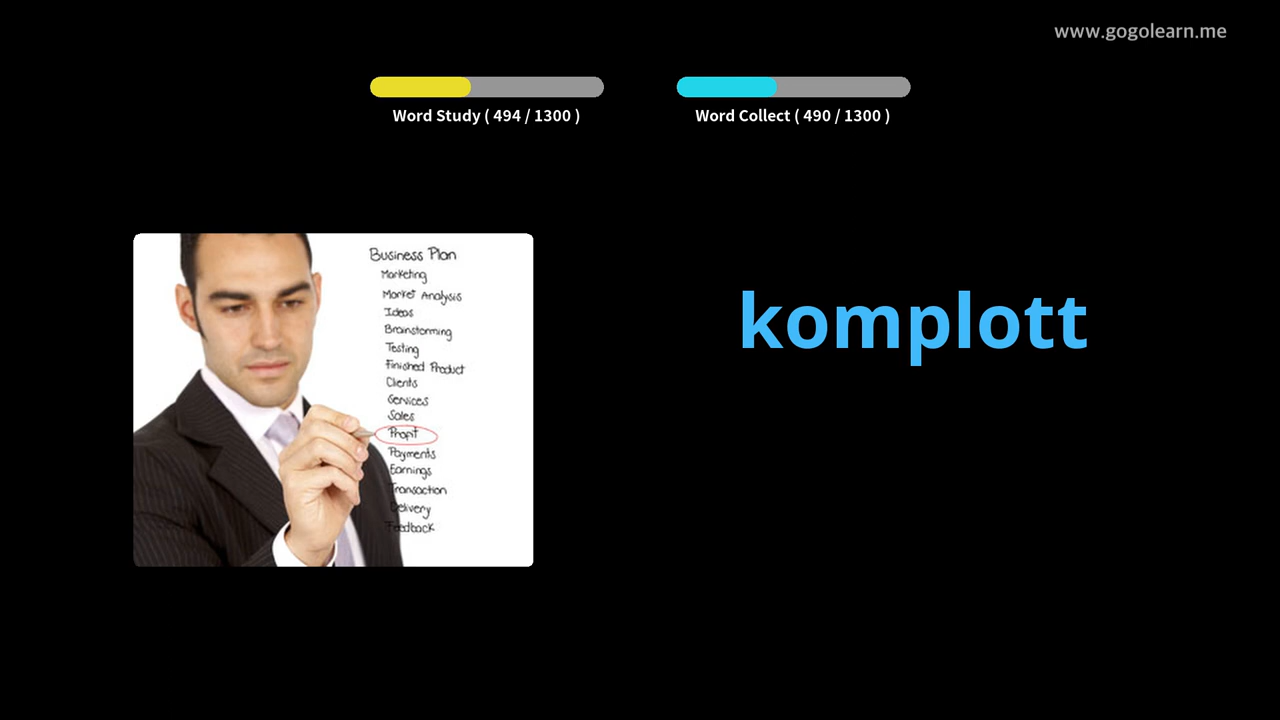 www.gogolearn.me
Word Study ( 494 / 1300 )
Word Collect ( 490 / 1300 )
Business Plan
Marketing
Market Analysis
Ideas
Brainstorming
Testing
Finished Product
Clients
Services
Sales
Profit
Payments
Earnings
Transaction
Delivery
Feedback
komplott